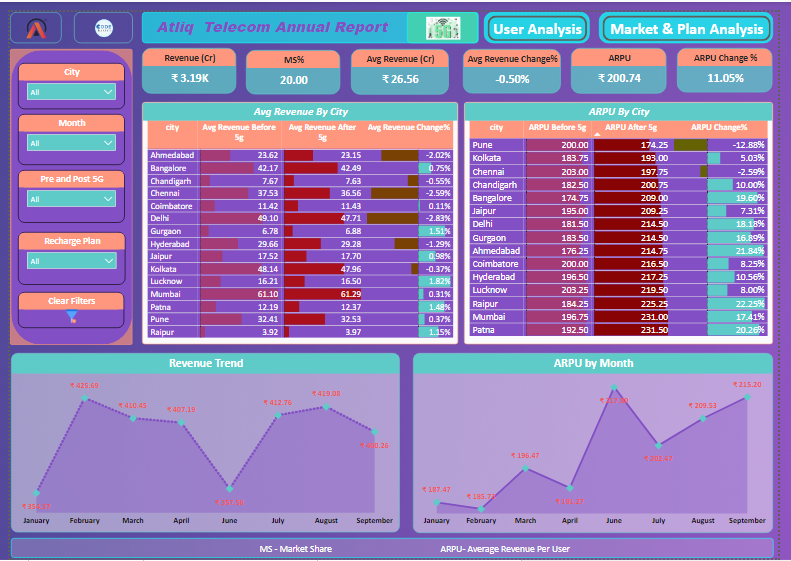 Atliq Telecom Annual Report
5G
User Analysis
Market & Plan Analysis
CODE
City
All
Month
All
Pre and Post 5G
All
Recharge Plan
All
Clear Filters
Revenue (Cr)
₹ 3.19K
MS%
20.00
Avg Revenue (Cr)
₹ 26.56
Avg Revenue Change%
-0.50%
ARPU
₹ 200.74
ARPU Change %
11.05%
Avg Revenue By City
city Avg Revenue Before 5g Avg Revenue After 5g Avg Revenue Change%
Ahmedabad 23.62 23.15 -2.02%
Bangalore 42.17 42.49 0.75%
Chandigarh 7.67 7.63 -0.55%
Chennai 37.53 36.56 -2.59%
Coimbatore 11.42 11.43 0.11%
Delhi 49.10 47.71 -2.83%
Gurgaon 6.78 6.88 1.51%
Hyderabad 29.66 29.28 -1.29%
Jaipur 17.52 17.70 0.98%
Kolkata 48.14 47.96 -0.37%
Lucknow 16.21 16.50 1.82%
Mumbai 61.10 61.29 0.31%
Patna 12.19 12.37 1.48%
Pune 32.41 32.53 0.37%
Raipur 3.92 3.97 1.15%
ARPU By City
city ARPU Before 5g ARPU After 5g ARPU Change%
Pune 200.00 174.25 -12.88%
Kolkata 183.75 193.00 5.03%
Chennai 203.00 197.75 -2.59%
Chandigarh 182.50 200.75 10.00%
Bangalore 174.75 209.00 19.60%
Jaipur 195.00 209.25 7.31%
Delhi 181.50 214.50 18.18%
Gurgaon 183.50 214.50 16.89%
Ahmedabad 176.25 214.75 21.84%
Coimbatore 200.00 216.50 8.25%
Hyderabad 196.50 217.25 10.56%
Lucknow 203.25 219.50 8.00%
Raipur 184.25 225.25 22.25%
Mumbai 196.75 231.00 17.41%
Patna 192.50 231.50 20.26%
Revenue Trend
₹ 425.69
₹ 410.45
₹ 407.19
₹ 412.76
₹ 419.08
₹ 400.26
January February March April June July August September
ARPU by Month
₹ 187.47
₹ 196.47
₹ 191.27
₹ 202.47
₹ 209.53
₹ 215.20
January February March April June July August September
MS - Market Share
ARPU- Average Revenue Per User